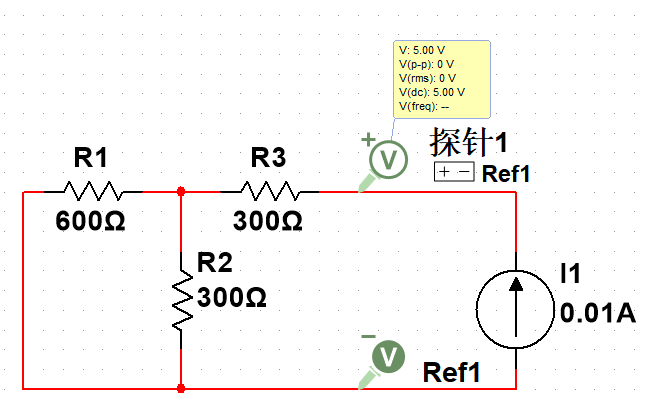 V: 5.00 V
V(p-p): 0 V
V(rms): 0 V
V(dc): 5.00 V
V(freq): --
+
V
探针1
+ −
Ref1
R1
600Ω
R3
300Ω
R2
300Ω
I1
0.01A
−
V
Ref1